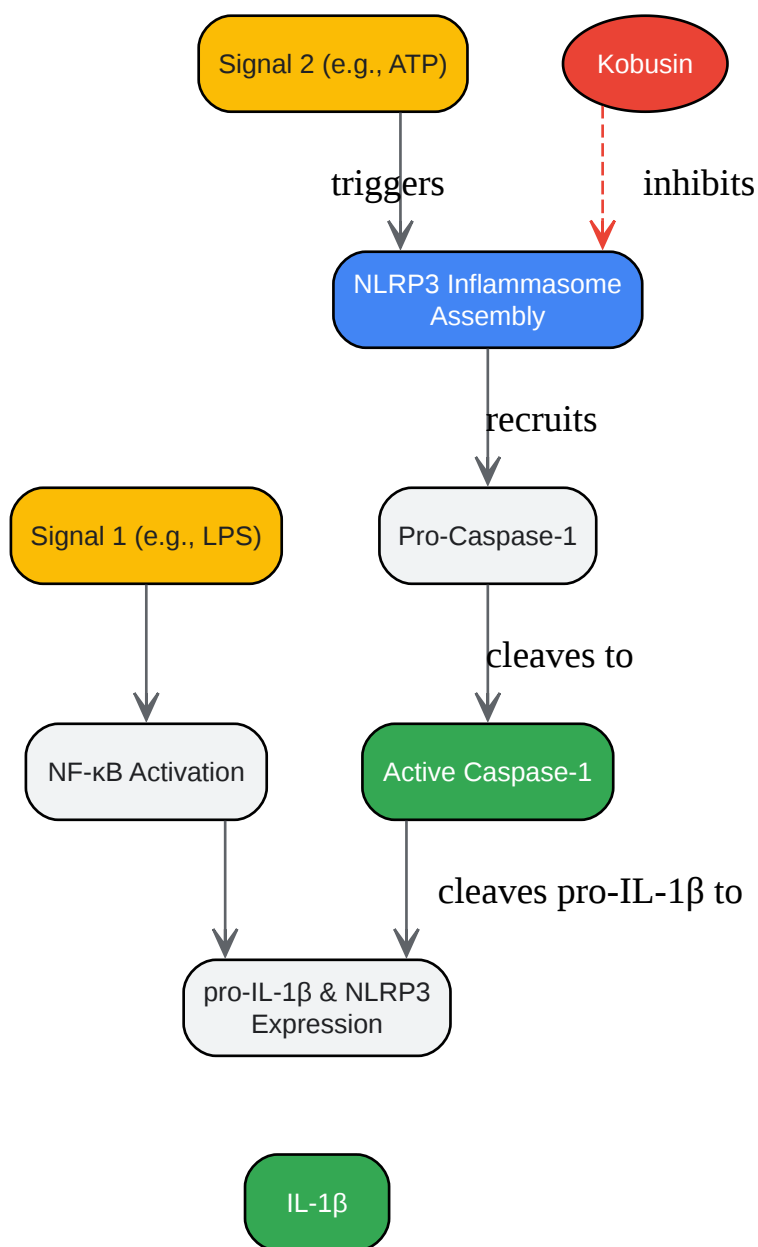 Signal 2 (e.g., ATP)
Kobusin
triggers
inhibits
NLRP3 Inflammasome
Assembly
recruits
Signal 1 (e.g., LPS)
Pro-Caspase-1
cleaves to
NF-κB Activation
Active Caspase-1
cleaves pro-IL-1β to
pro-IL-1β & NLRP3
Expression
IL-1β